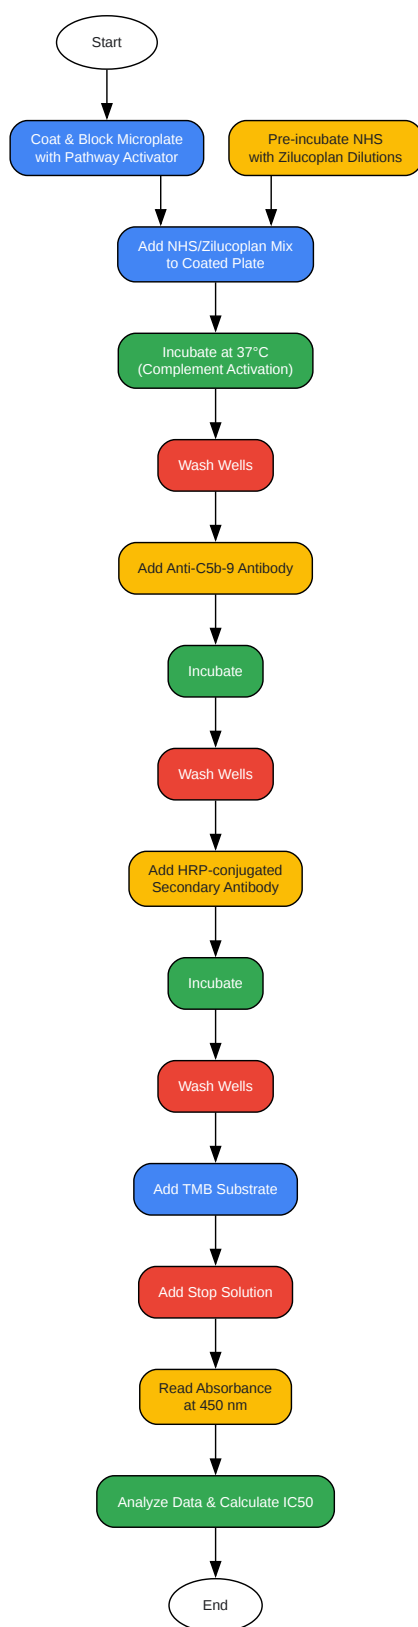 Start
Coat & Block Microplate
with Pathway Activator
Pre-incubate NHS
with Zilucoplan Dilutions
Add NHS/Zilucoplan Mix
to Coated Plate
Incubate at 37°C
(Complement Activation)
Wash Wells
Add Anti-C5b-9 Antibody
Incubate
Wash Wells
Add HRP-conjugated
Secondary Antibody
Incubate
Wash Wells
Add TMB Substrate
Add Stop Solution
Read Absorbance
at 450 nm
Analyze Data & Calculate IC50
End